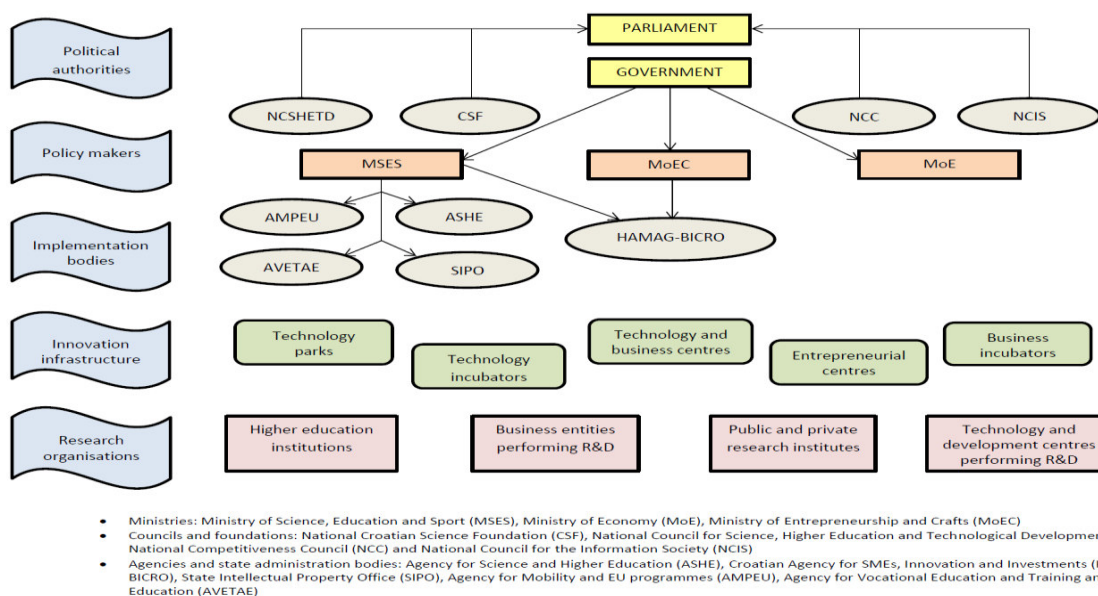 PARLIAMENT
Political
authorities
GOVERNMENT
NCSHETD
CSF
NCC
NCIS
Policy makers
MSES
MoEC
MoE
AMPEU
ASHE
HAMAG-BICRO
Implementation
bodies
AVETAE
SIPO
Innovation
infrastructure
Technology
parks
Technology
incubators
Technology and
business centres
Entrepreneurial
centres
Business
incubators
Research
organisations
Higher education
institutions
Business entities
performing R&D
Public and private
research institutes
Technology and
development centres
performing R&D
• Ministries: Ministry of Science, Education and Sport (MSES), Ministry of Economy (MoE), Ministry of Entrepreneurship and Crafts (MoEC)
• Councils and foundations: National Croatian Science Foundation (CSF), National Council for Science, Higher Education and Technological Developme
National Competitiveness Council (NCC) and National Council for the Information Society (NCIS)
• Agencies and state administration bodies: Agency for Science and Higher Education (ASHE), Croatian Agency for SMEs, Innovation and Investments (
BICRO), State Intellectual Property Office (SIPO), Agency for Mobility and EU programmes (AMPEU), Agency for Vocational Education and Training an
Education (AVETAE)